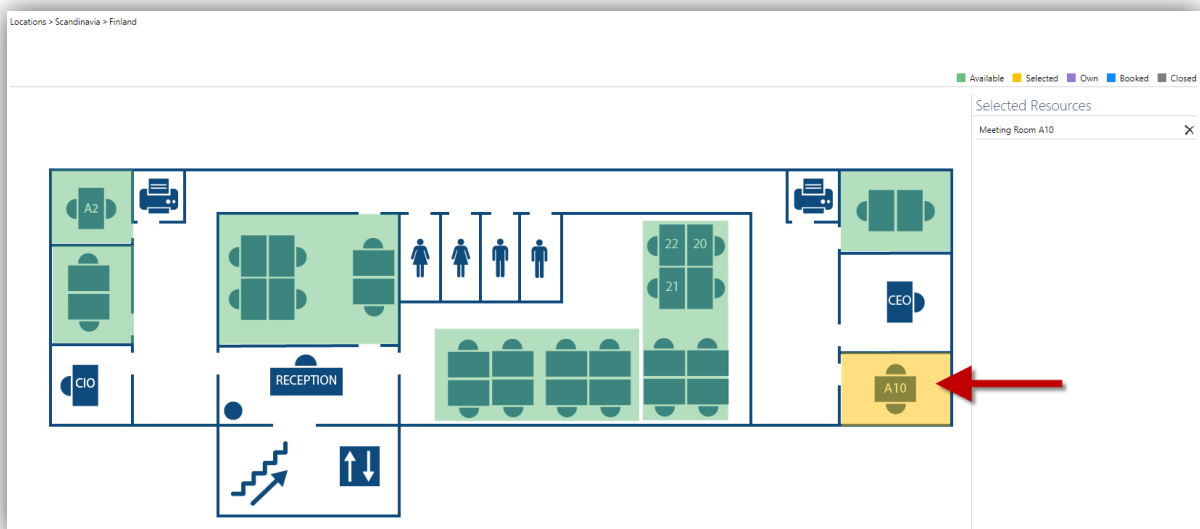 Locations > Scandinavia > Finland
Available Selected Own Booked Closed
Selected Resources
Meeting Room A10
A2
22 20
21
CEO
CIO
RECEPTION
A10